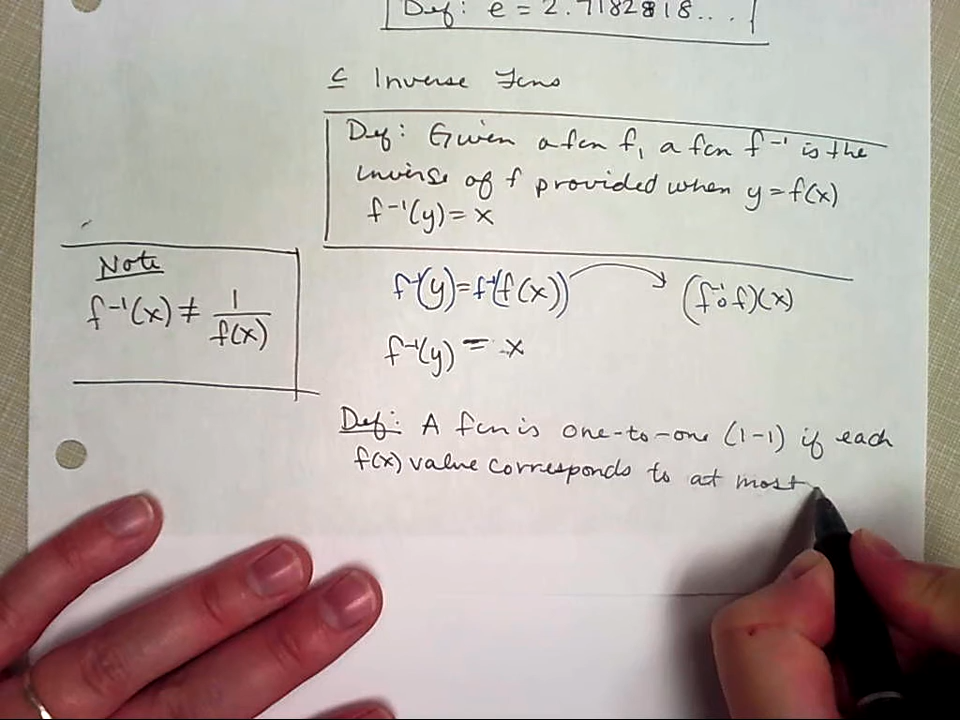 Def: e = 2.7182818....
c Inverse Fcns
Def: Given a fcn f, a fcn f⁻¹ is the
inverse of f provided when y = f(x)
f⁻¹(y) = x
Note
f⁻¹(x) ≠ 1/f(x)
f⁻¹(y) = f⁻¹(f(x)) → (f⁻¹∘f)(x)
f⁻¹(y) = x
Def: A fcn is one-to-one (1-1) if each
f(x) value corresponds to at most